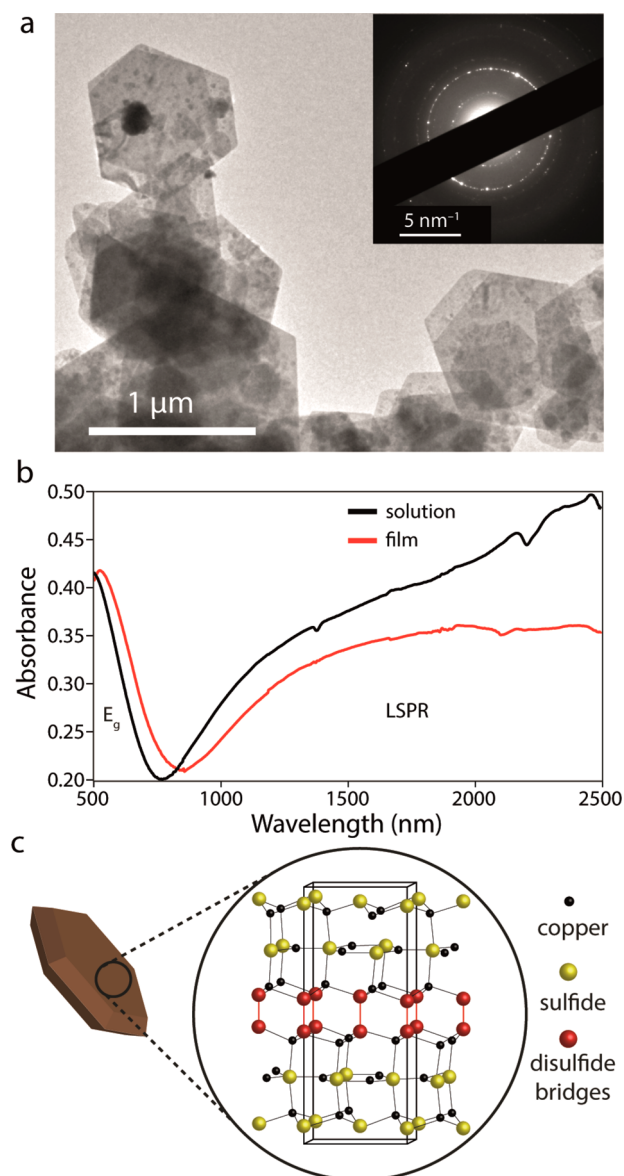 a
5 nm⁻¹
1 μm
b
0.50
0.45
0.40
0.35
0.30
0.25
0.20
Absorbance
solution
film
E_g
LSPR
500
1000
1500
2000
2500
Wavelength (nm)
c
copper
sulfide
disulfide
bridges